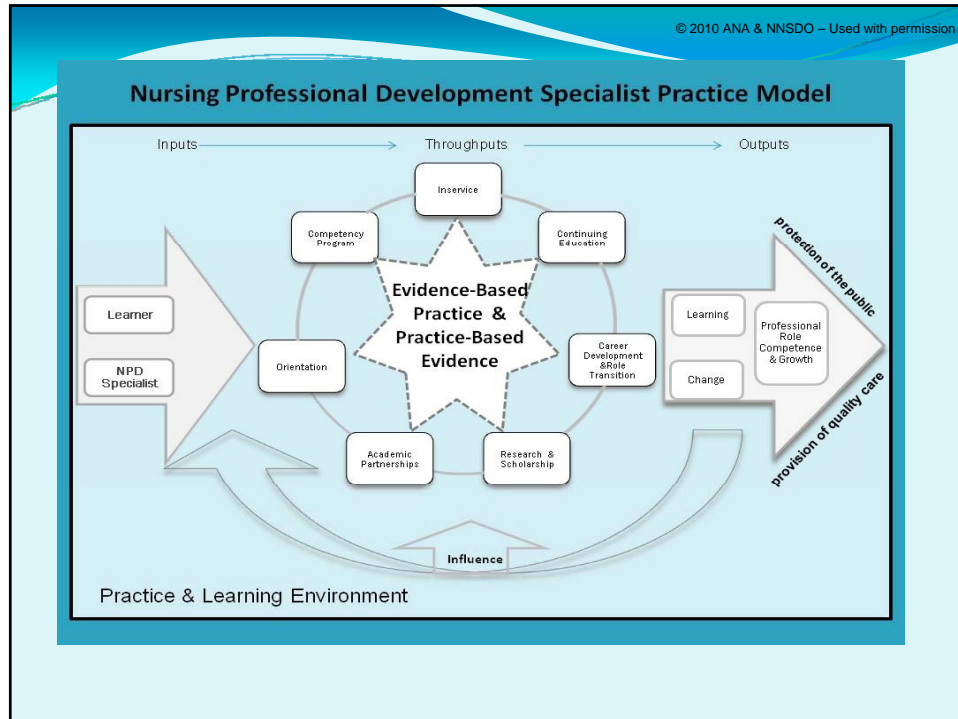 © 2010 ANA & NNSDO – Used with permission
Nursing Professional Development Specialist Practice Model
Inputs
Throughputs
Outputs
Inservice
Competency
Program
Continuing
Education
Evidence-Based
Practice &
Practice-Based
Evidence
Learner
NPD
Specialist
Orientation
Career
Development
&Role
Transition
Academic
Partnerships
Research &
Scholarship
Learning
Change
Professional
Role
Competence
& Growth
protection of the public
provision of quality care
Influence
Practice & Learning Environment